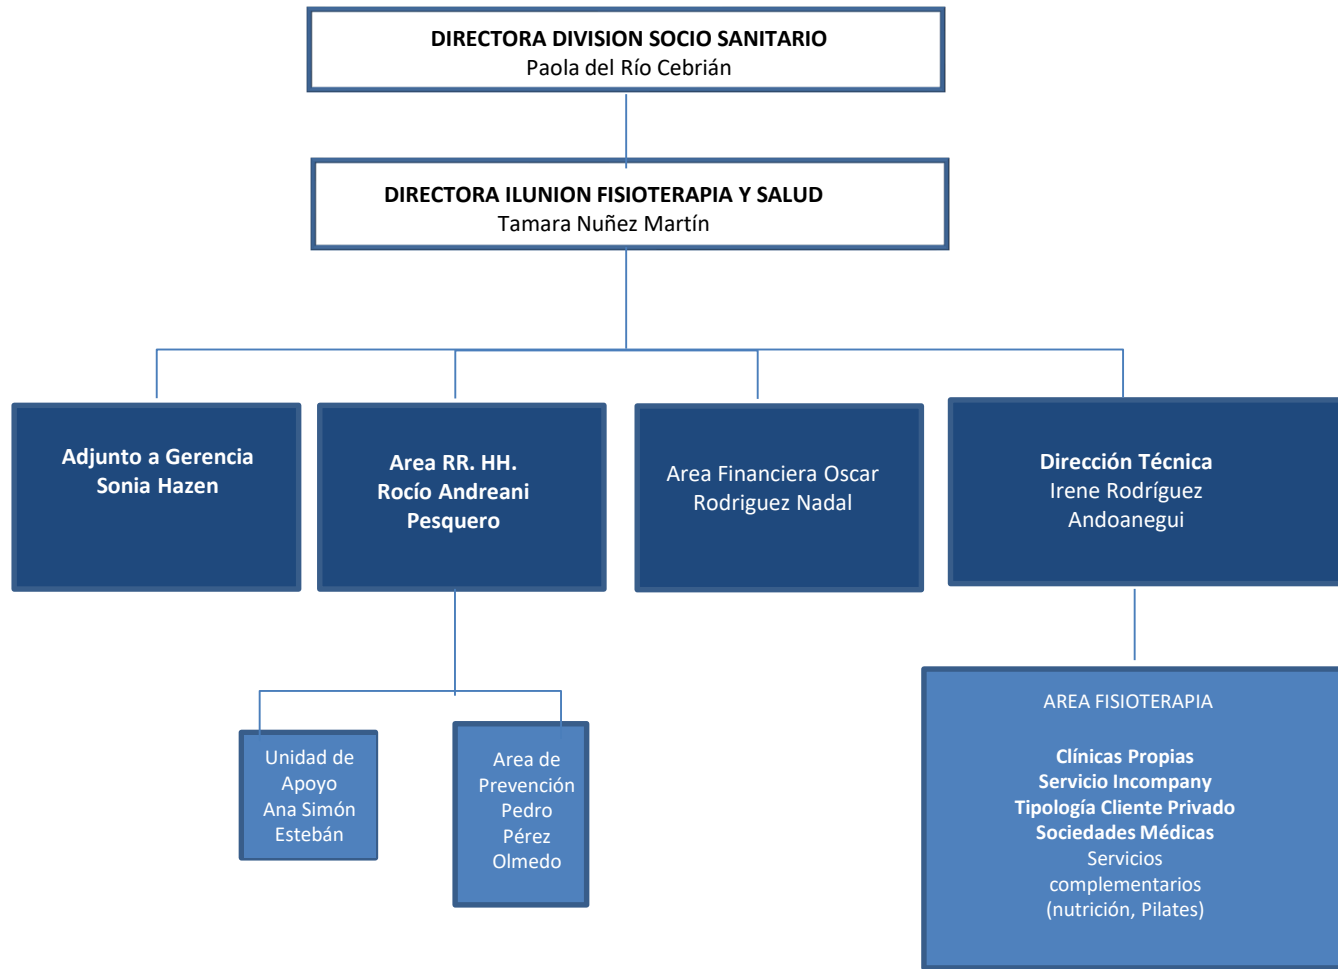 DIRECTORA DIVISION SOCIO SANITARIO
Paola del Río Cebrián
DIRECTORA ILUNION FISIOTERAPIA Y SALUD
Tamara Nuñez Martín
Adjunto a Gerencia
Sonia Hazen
Area RR. HH.
Rocío Andreani
Pesquero
Area Financiera Oscar
Rodriguez Nadal
Dirección Técnica
Irene Rodríguez
Andoanegui
Unidad de
Apoyo
Ana Simón
Estebán
Area de
Prevención
Pedro
Pérez
Olmedo
AREA FISIOTERAPIA
Clínicas Propias
Servicio Incompany
Tipología Cliente Privado
Sociedades Médicas
Servicios
complementarios
(nutrición, Pilates)